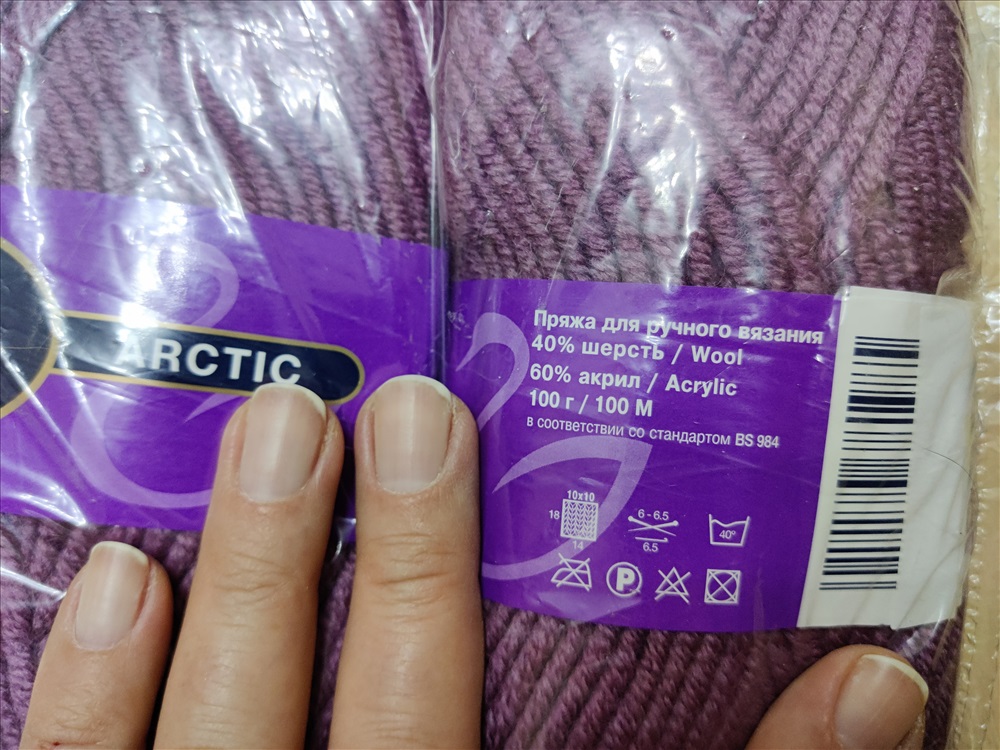 ARCTIC
Пряжа для ручного вязания
40% шерсть / Wool
60% акрил / Acrylic
100 г / 100 М
в соответствии со стандартом BS 984
10x10
18
14
6 - 6.5
6.5
40°
P